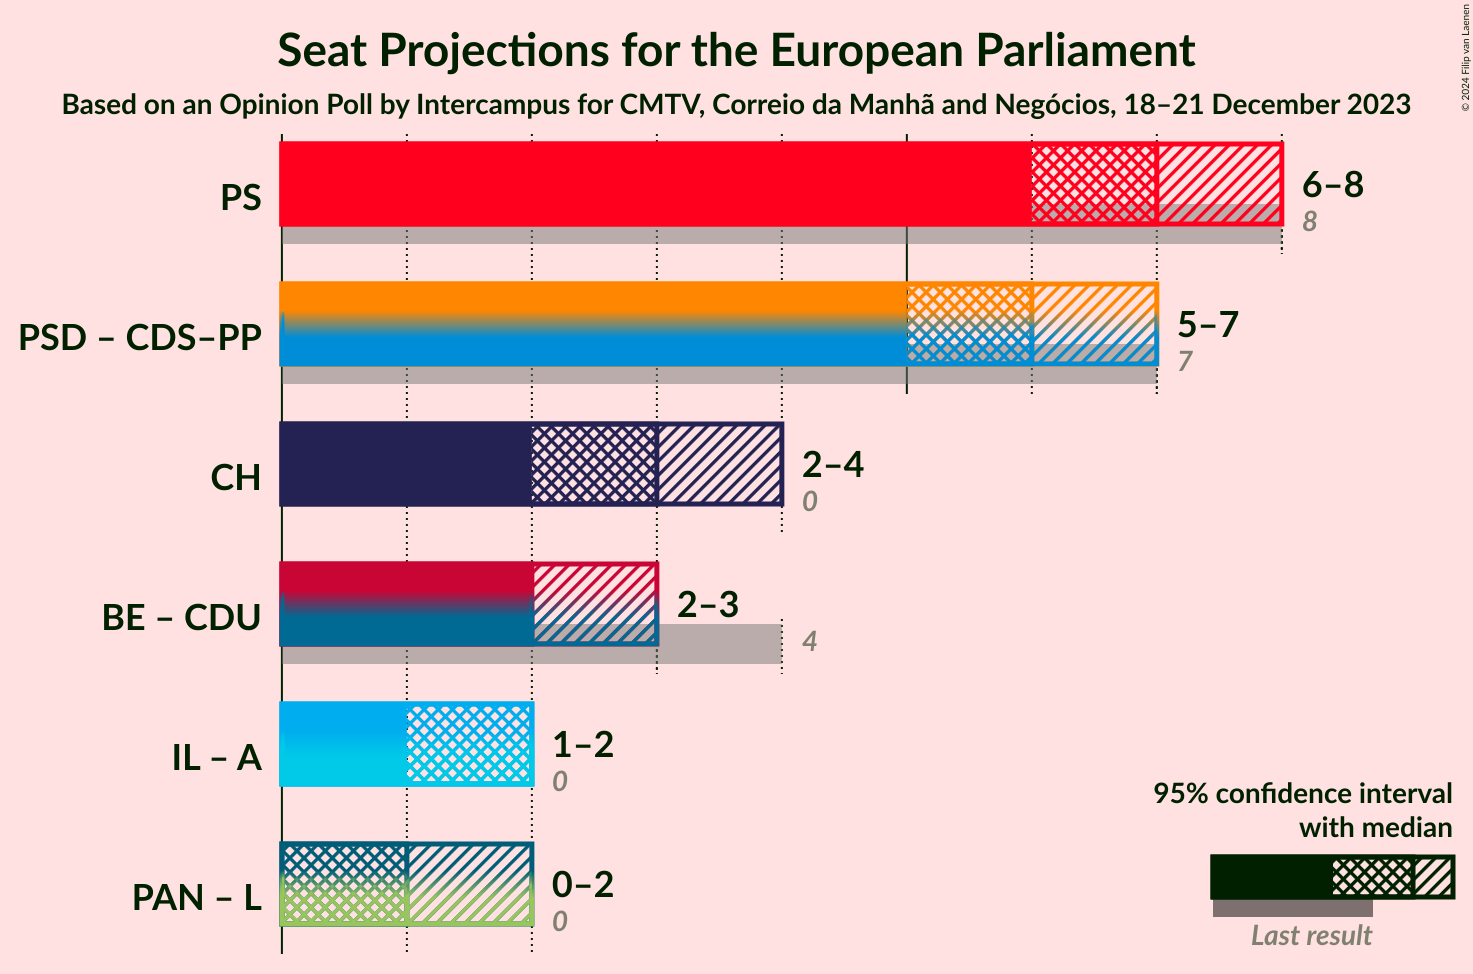 Seat Projections for the European Parliament
Based on an Opinion Poll by Intercampus for CMTV, Correio da Manhã and Negócios, 18–21 December 2023
© 2024 Filip van Laenen
PS
6–8
8
PSD – CDS–PP
5–7
7
CH
2–4
0
BE – CDU
2–3
4
IL – A
1–2
0
PAN – L
0–2
0
95% confidence interval
with median
Last result